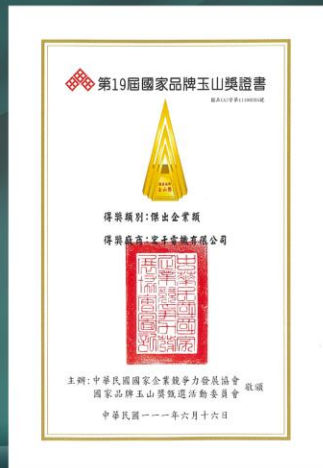 第19屆國家品牌玉山獎證書
得獎類別：傑出企業類
得獎廠商：定子電機有限公司
主辦：中華民國國家企業競爭力發展協會
國家品牌玉山獎甄選活動委員會
敬頒
中華民國一一一年六月十六日